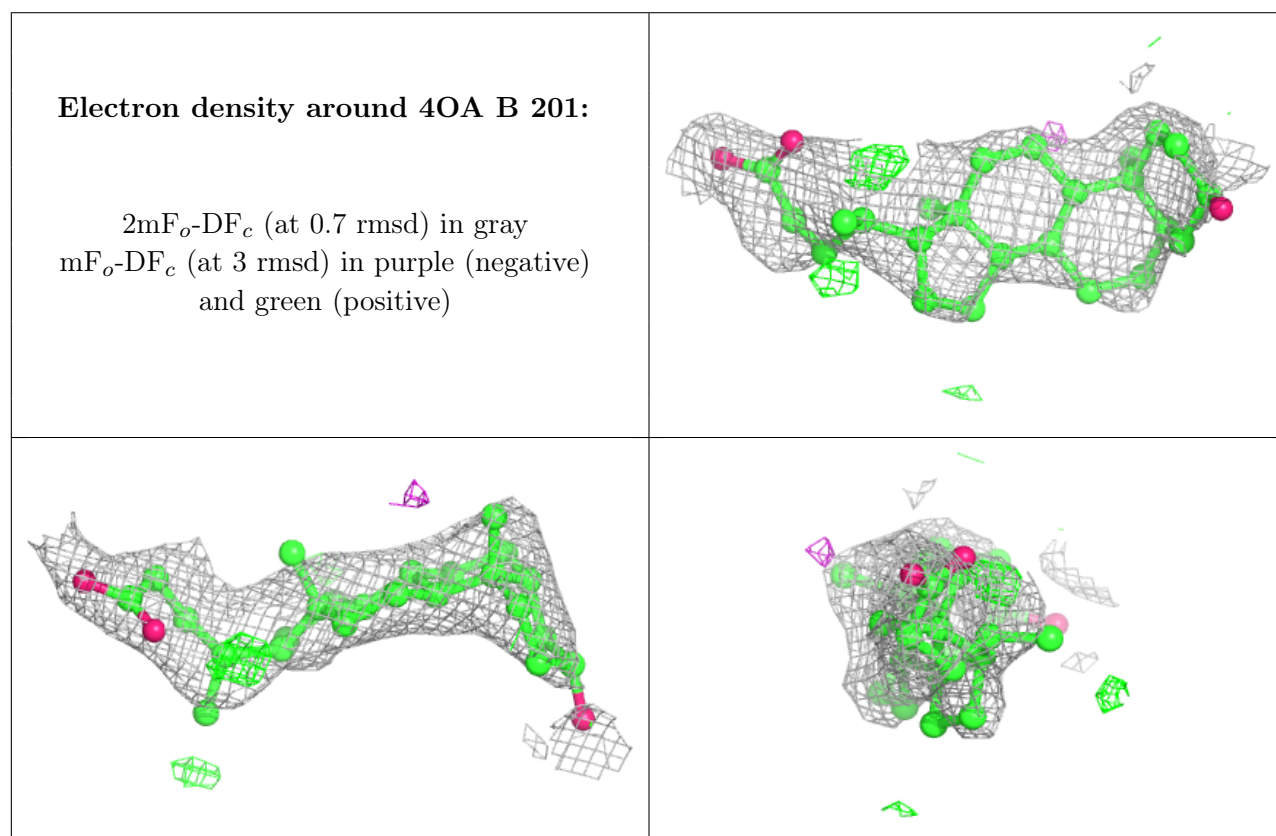 Electron density around 4OA B 201:
2mFo-DFc (at 0.7 rmsd) in gray
mFo-DFc (at 3 rmsd) in purple (negative)
and green (positive)